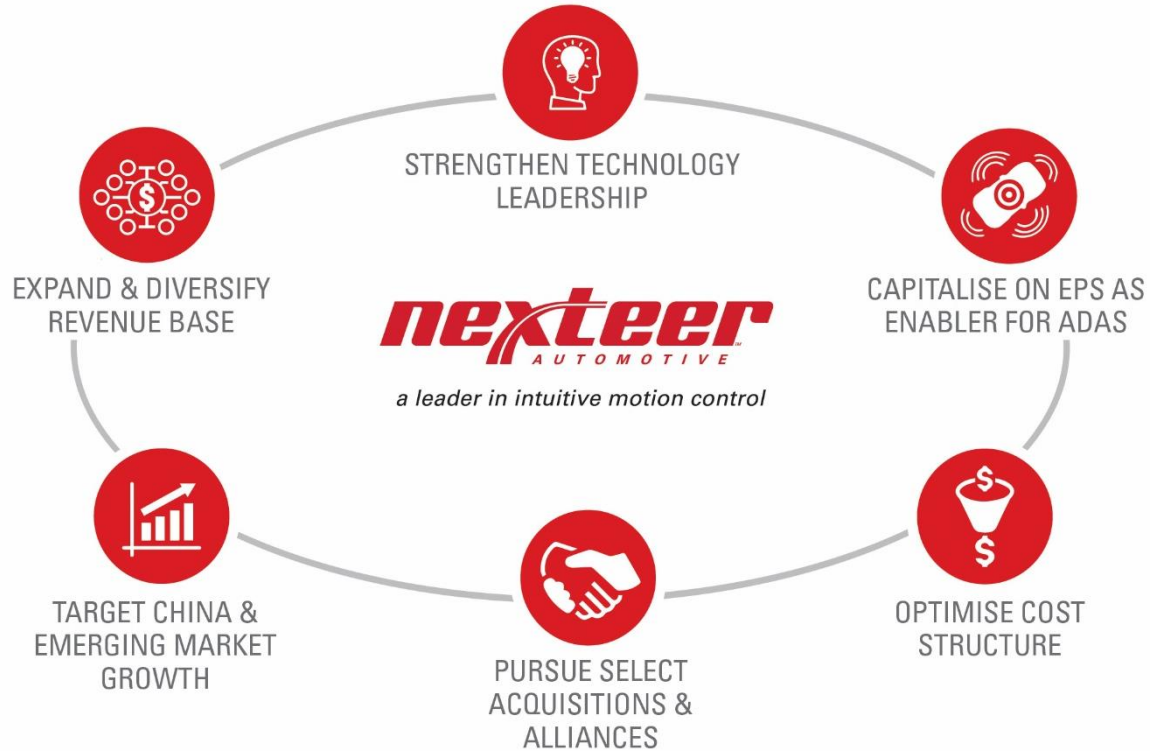 STRENGTHEN TECHNOLOGY
LEADERSHIP
EXPAND & DIVERSIFY
REVENUE BASE
CAPITALISE ON EPS AS
ENABLER FOR ADAS
nexteer
AUTOMOTIVE
a leader in intuitive motion control
TARGET CHINA &
EMERGING MARKET
GROWTH
PURSUE SELECT
ACQUISITIONS &
ALLIANCES
OPTIMISE COST
STRUCTURE